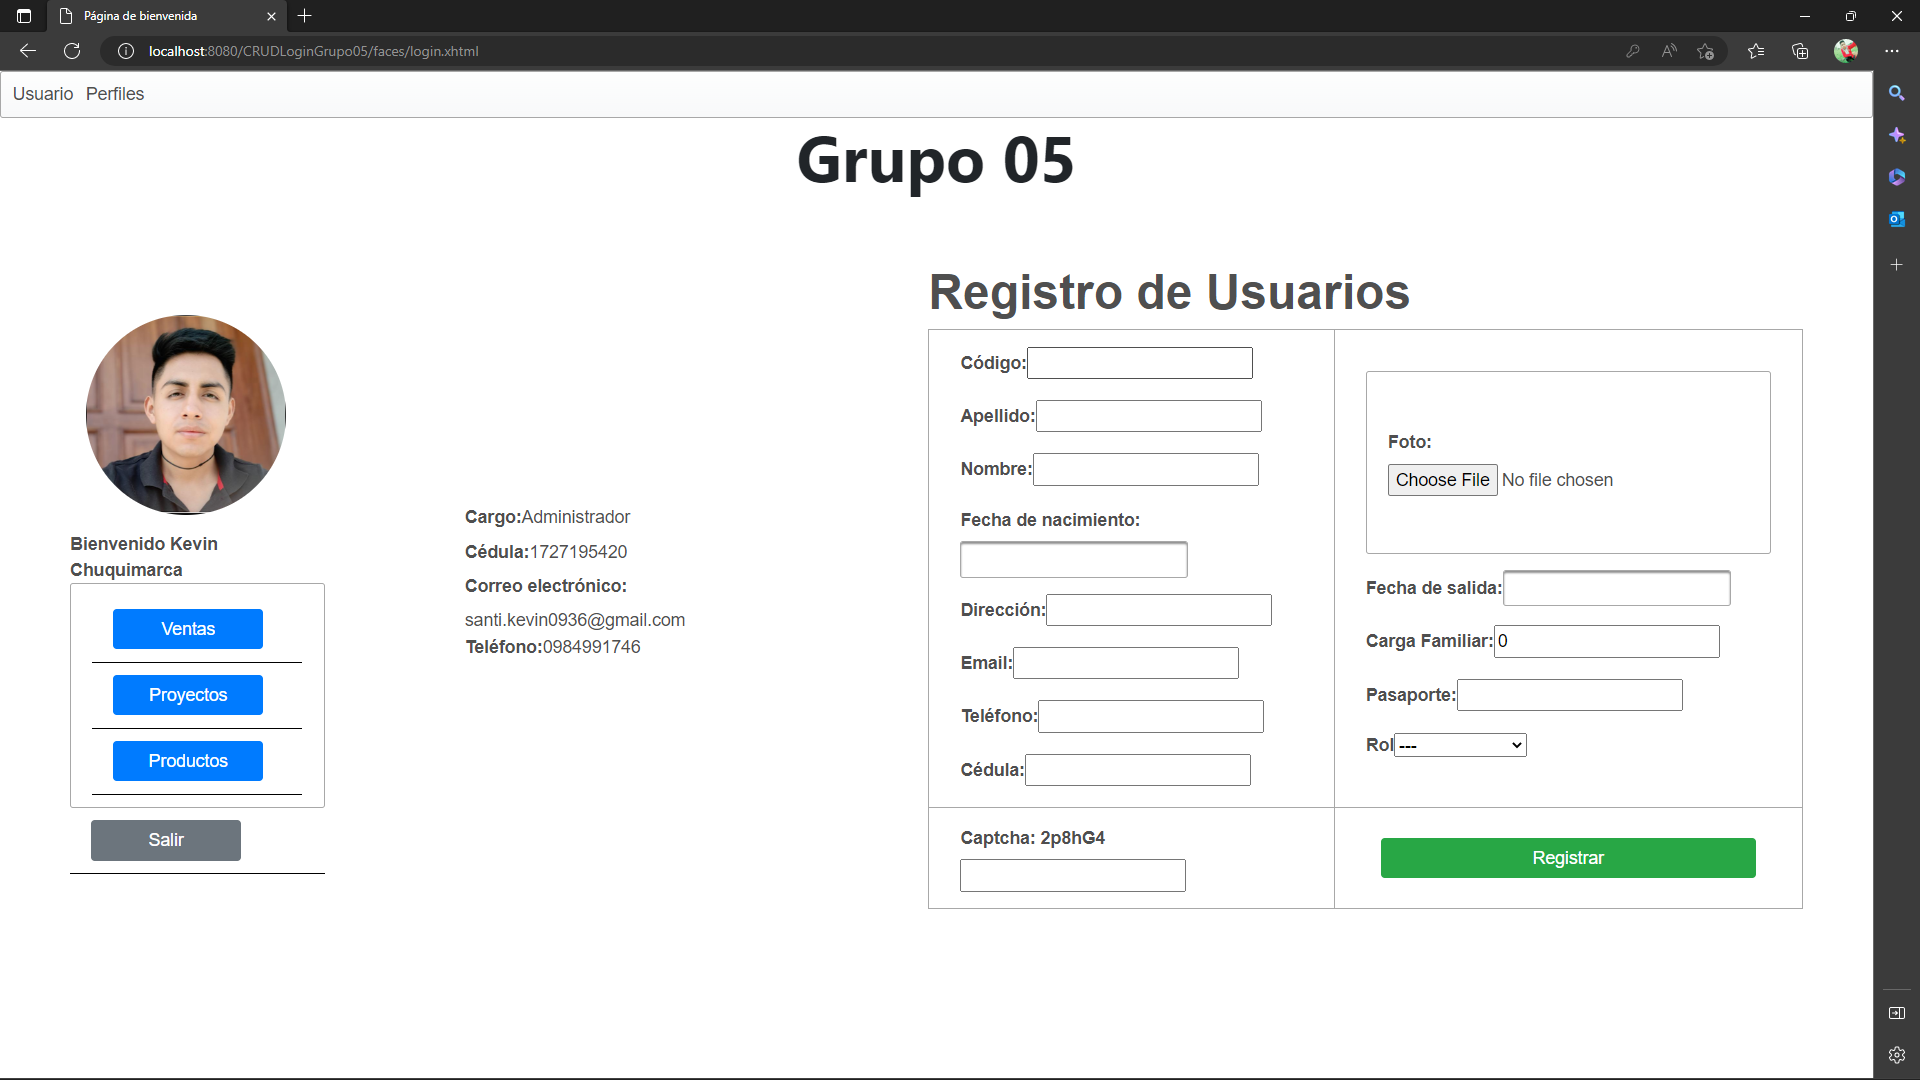 Página de bienvenida
localhost:8080/CRUDLoginGrupo05/faces/login.xhtml
Usuario Perfiles
Grupo 05
Bienvenido Kevin
Chuquimarca
Ventas
Proyectos
Productos
Salir
Cargo:Administrador
Cédula:1727195420
Correo electrónico:
santi.kevin0936@gmail.com
Teléfono:0984991746
Registro de Usuarios
Código:
Apellido:
Nombre:
Fecha de nacimiento:
Dirección:
Email:
Teléfono:
Cédula:
Foto:
Choose File No file chosen
Fecha de salida:
Carga Familiar:0
Pasaporte:
Rol---
Captcha: 2p8hG4
Registrar